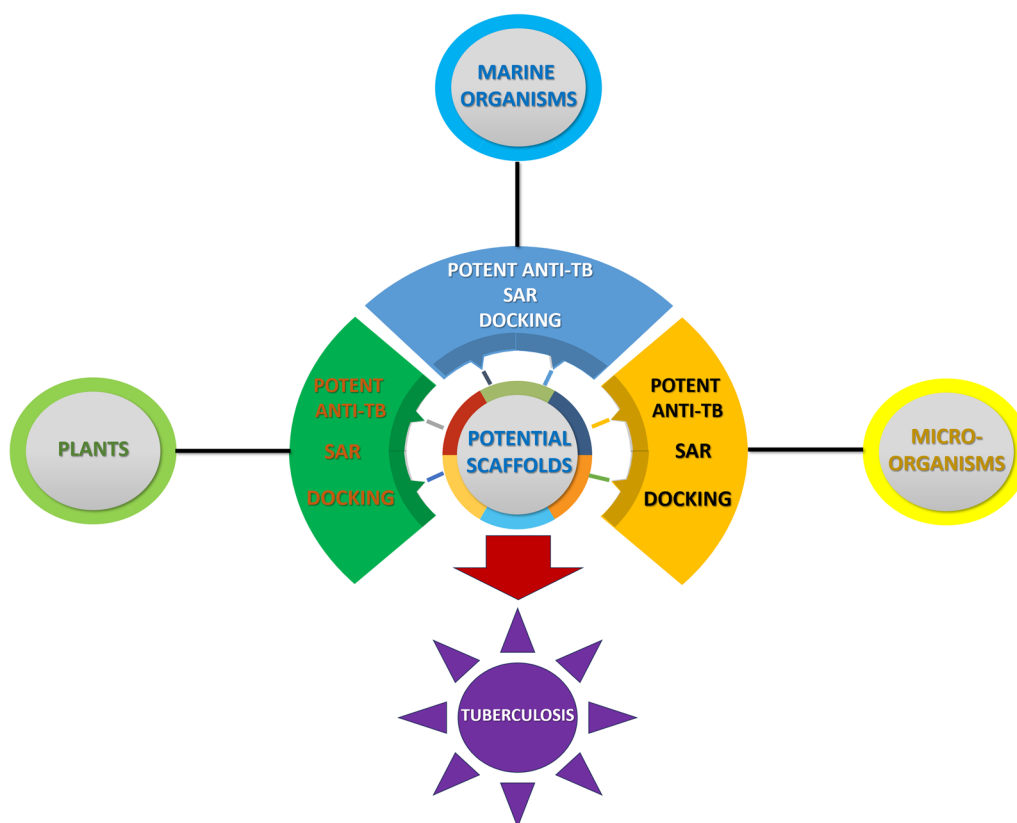 MARINE
ORGANISMS
POTENT ANTI-TB
SAR
DOCKING
POTENT
ANTI-TB
SAR
DOCKING
POTENT
ANTI-TB
SAR
DOCKING
PLANTS
POTENTIAL
SCAFFOLDS
MICRO-
ORGANISMS
TUBERCULOSIS